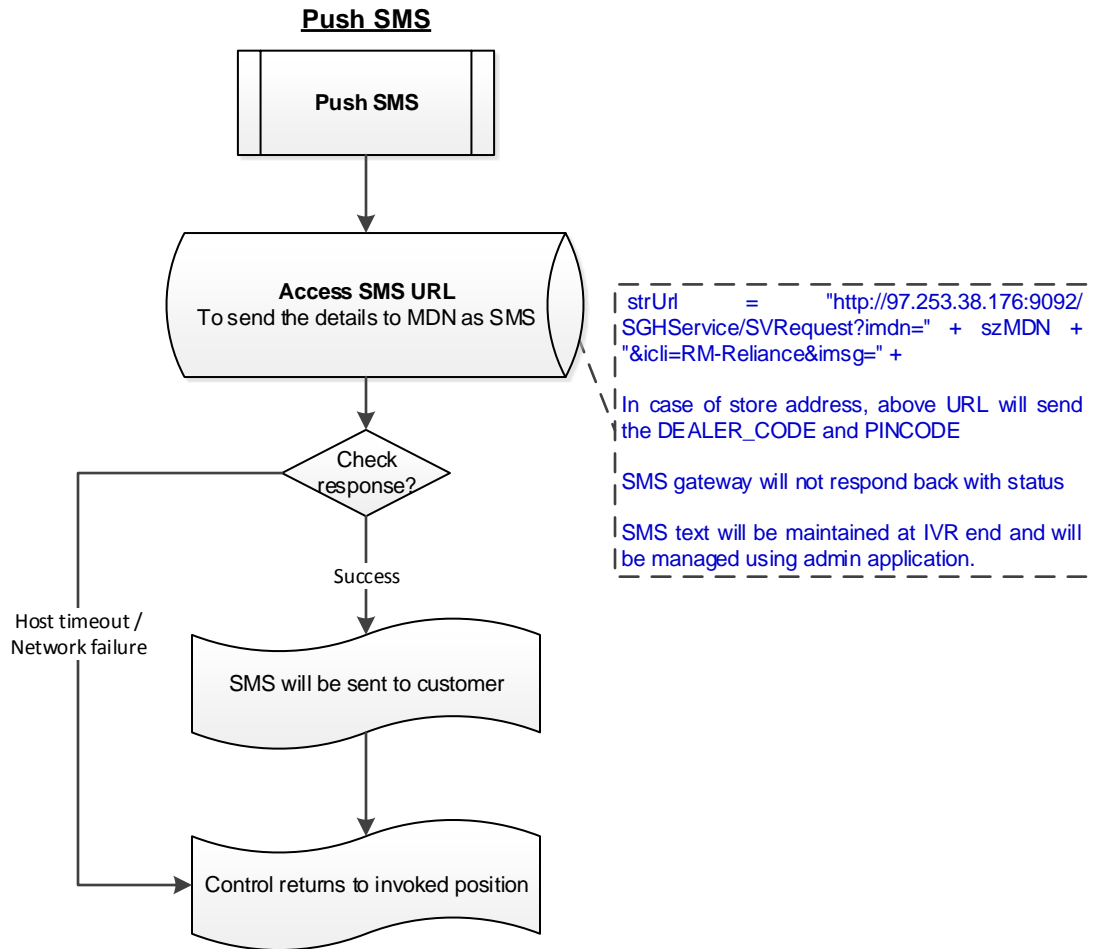 Push SMS
Push SMS
Access SMS URL
To send the details to MDN as SMS
strUrl = "http://97.253.38.176:9092/
SGHService/SVRequest?imdn=" + szMDN +
"&icli=RM-Reliance&imsg=" +
In case of store address, above URL will send
the DEALER_CODE and PINCODE
SMS gateway will not respond back with status
SMS text will be maintained at IVR end and will
be managed using admin application.
Check
response?
Success
Host timeout /
Network failure
SMS will be sent to customer
Control returns to invoked position